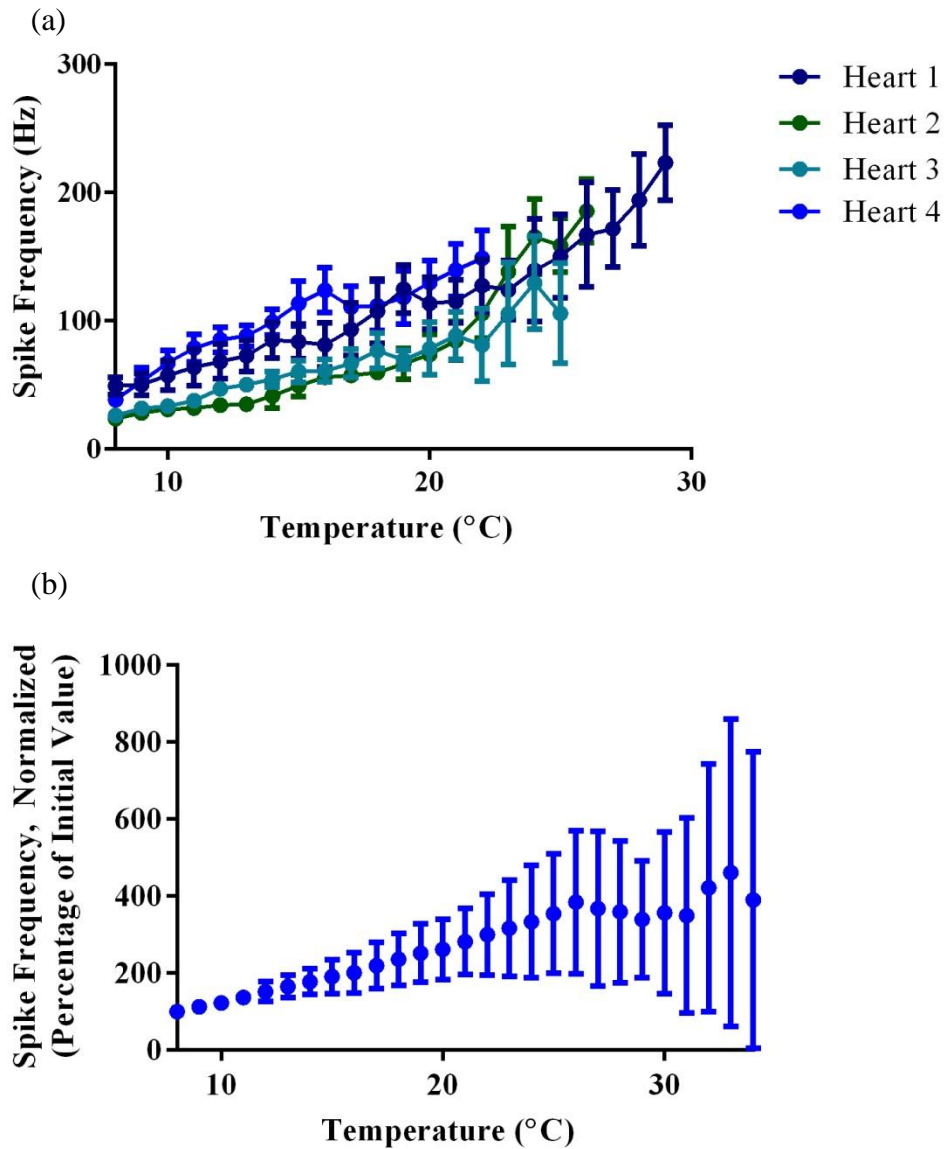 (a)
300
200
100
0
Spike Frequency (Hz)
10
20
30
Temperature (°C)
Heart 1
Heart 2
Heart 3
Heart 4
(b)
1000
800
600
400
200
0
Spike Frequency, Normalized
(Percentage of Initial Value)
10
20
30
Temperature (°C)